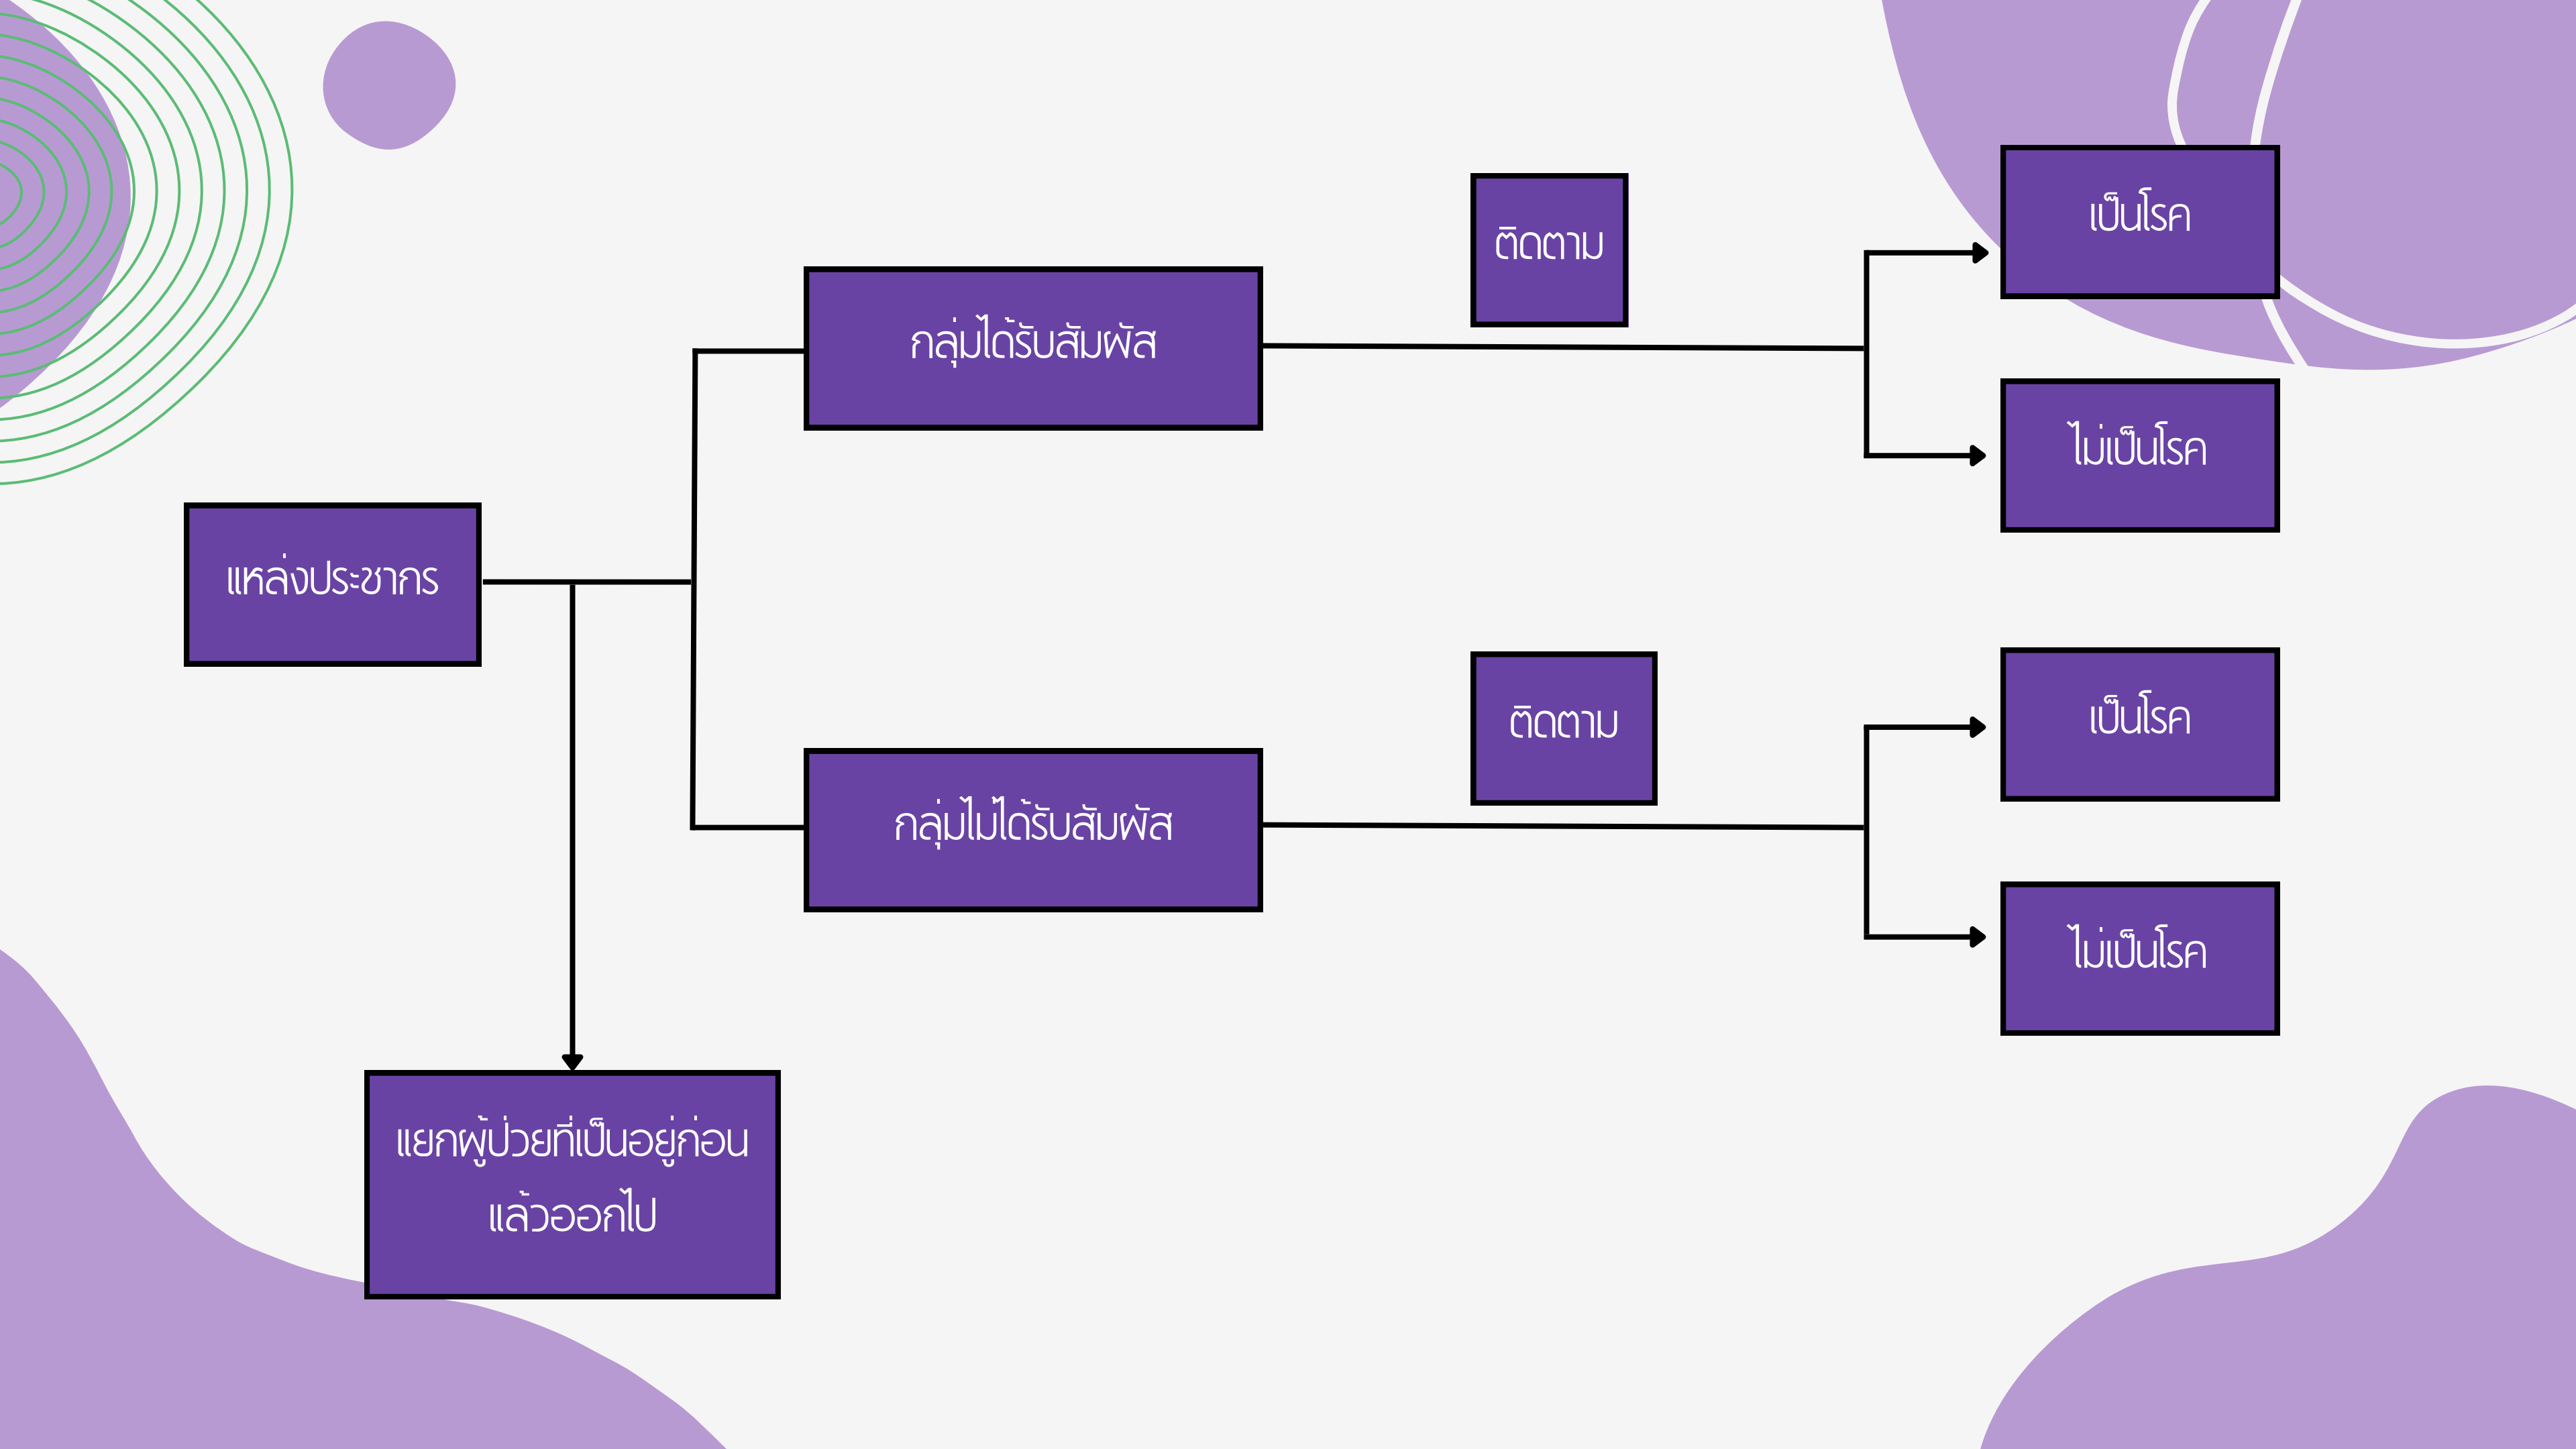 เป็นโรค
ติดตาม
กลุ่มได้รับสัมผัส
ไม่เป็นโรค
แหล่งประชากร
เป็นโรค
ติดตาม
กลุ่มไม่ได้รับสัมผัส
ไม่เป็นโรค
แยกผู้ป่วยที่เป็นอยู่ก่อน
แล้วออกไป